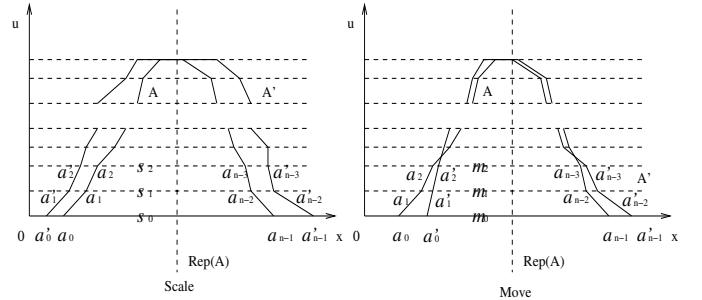 u
A A'
a'₂ a₂ s₂ aₙ₋₃ a'ₙ₋₃
a'₁ a₁ s₁ aₙ₋₂ a'ₙ₋₂
s₀
0 a'₀ a₀ aₙ₋₁ a'ₙ₋₁ x
Rep(A)
Scale
u
A
a₂ a'₂ m₂ aₙ₋₃ a'ₙ₋₃
A'
a₁ a'₁ m₁ aₙ₋₂ a'ₙ₋₂
m₀
0 a₀ a'₀ aₙ₋₁ a'ₙ₋₁ x
Rep(A)
Move